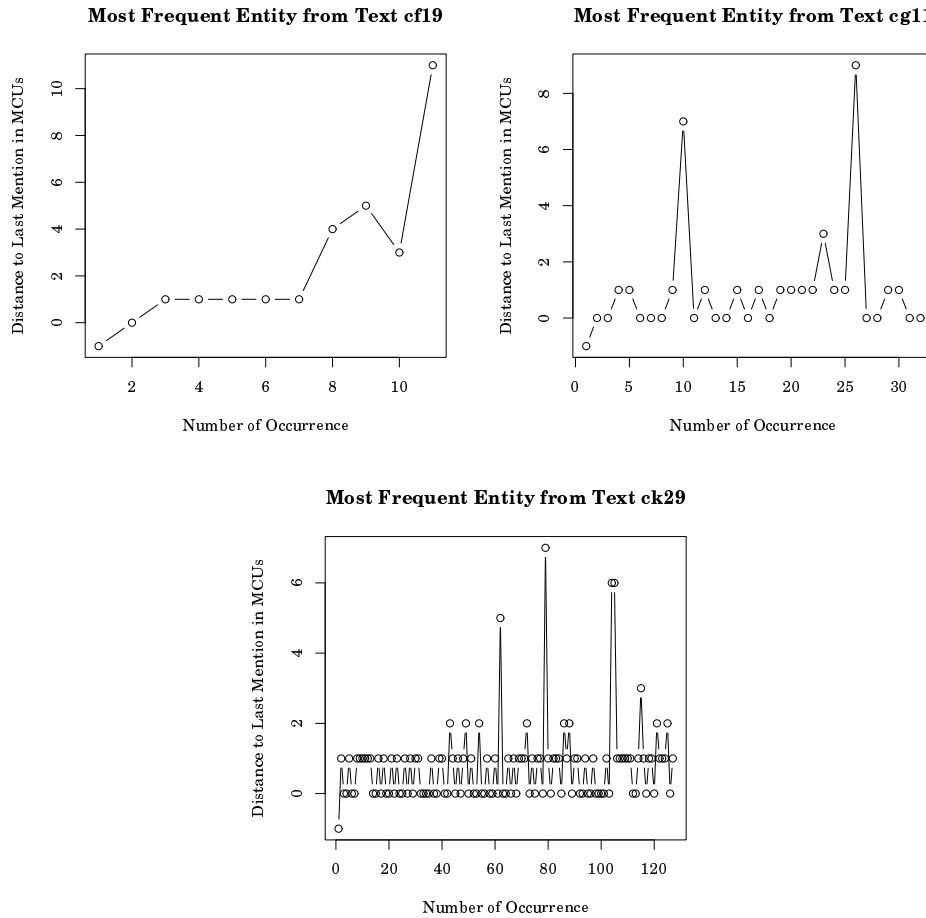 Most Frequent Entity from Text cf19
Distance to Last Mention in MCUs
10
8
6
4
2
0
2 4 6 8 10
Number of Occurrence
Most Frequent Entity from Text cg11
Distance to Last Mention in MCUs
8
6
4
2
0
0 5 10 15 20 25 30
Number of Occurrence
Most Frequent Entity from Text ck29
Distance to Last Mention in MCUs
6
4
2
0
0 20 40 60 80 100 120
Number of Occurrence